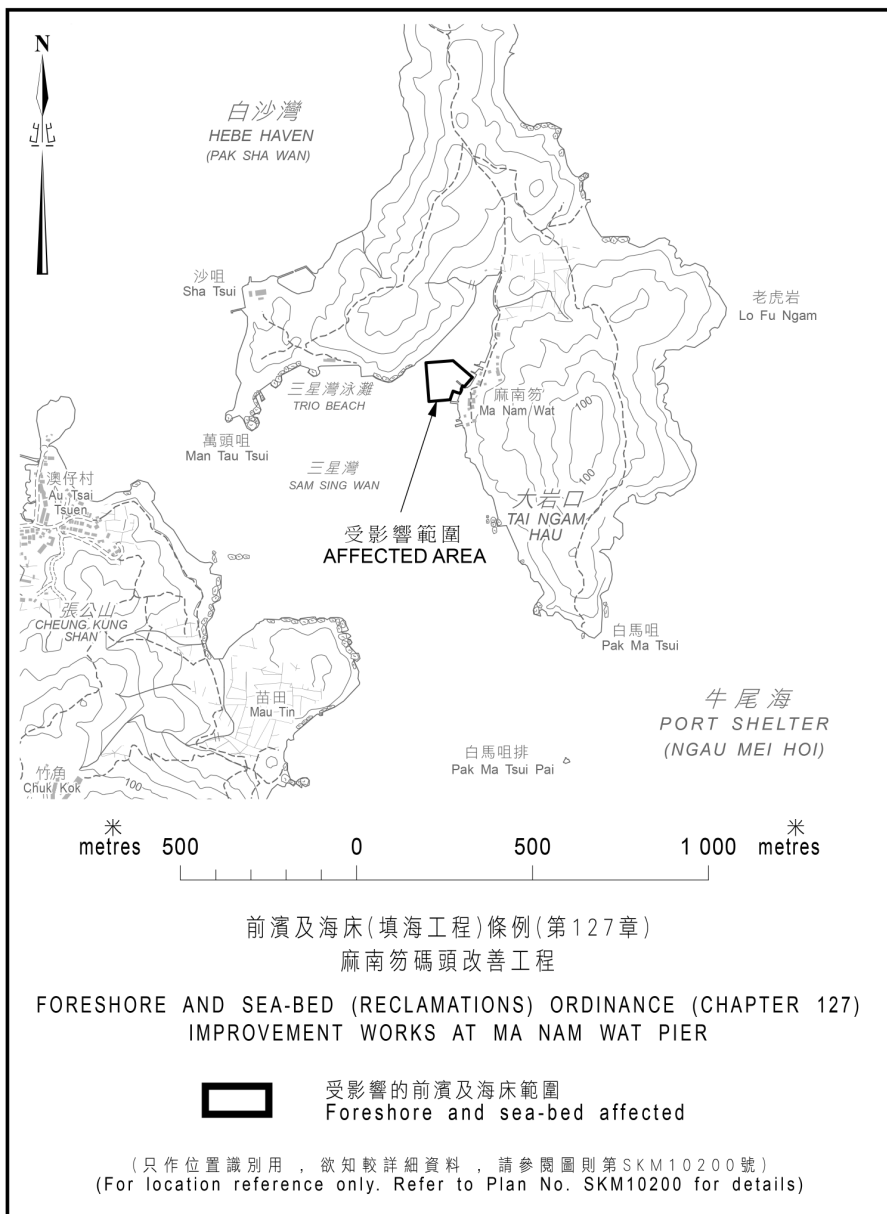 N
北
白沙灣
HEBE HAVEN
(PAK SHA WAN)
沙咀
Sha Tsui
老虎岩
Lo Fu Ngam
三星灣泳灘
TRIO BEACH
麻南笏
Ma Nam Wat
100
萬頭咀
Man Tau Tsui
三星灣
SAM SING WAN
100
澳仔村
Au Tsai
Tsuen
大岩口
TAI NGAM
HAU
受影響範圍
AFFECTED AREA
張公山
CHEUNG KUNG
SHAN
白馬咀
Pak Ma Tsui
苗田
Mau Tin
牛尾海
PORT SHELTER
(NGAU MEI HOI)
白馬咀排
Pak Ma Tsui Pai
竹角
Chuk Kok
100
米
metres 500 0 500 1 000 metres
米
前濱及海床(填海工程)條例(第127章)
麻南笏碼頭改善工程
FORESHORE AND SEA-BED (RECLAMATIONS) ORDINANCE (CHAPTER 127)
IMPROVEMENT WORKS AT MA NAM WAT PIER
受影響的前濱及海床範圍
Foreshore and sea-bed affected
(只作位置識別用 , 欲知較詳細資料 , 請參閱圖則第SKM10200號)
(For location reference only. Refer to Plan No. SKM10200 for details)